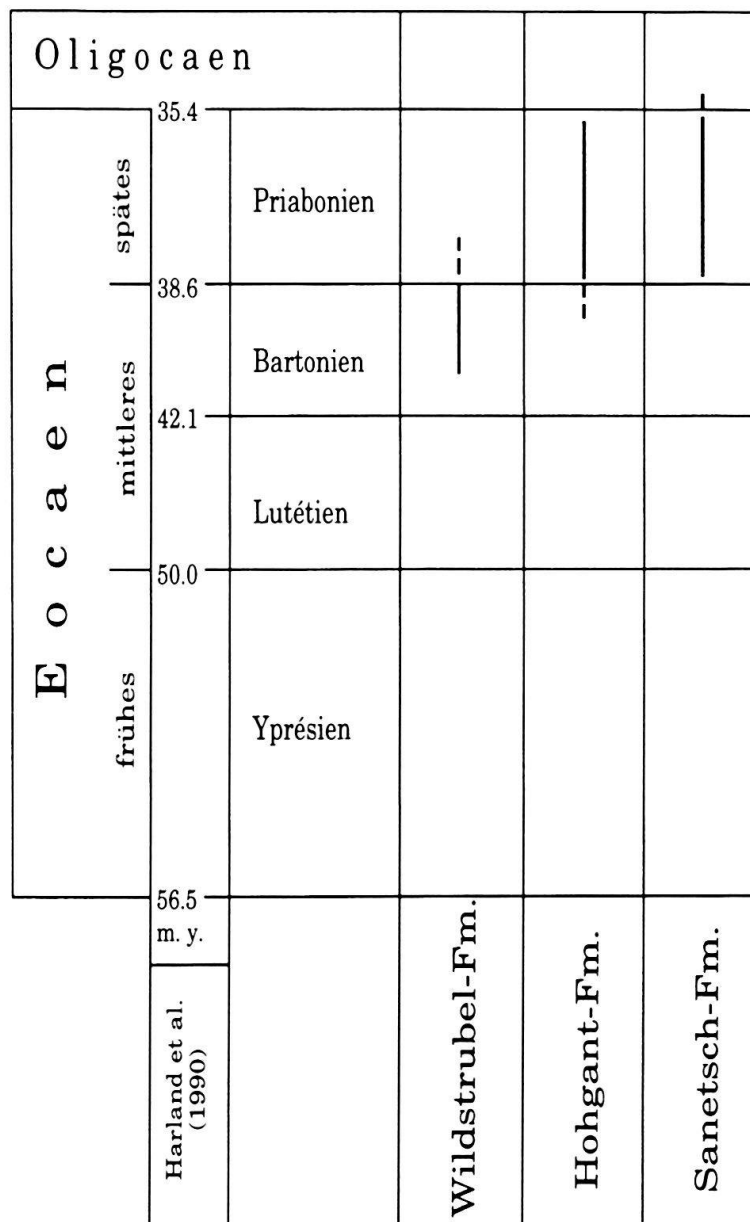 Oligocaen
Eocaen
spätes
mittleres
frühes
35.4
38.6
42.1
50.0
56.5
m. y.
Harland et al.
(1990)
Priabonien
Bartonien
Lutétien
Yprésien
Wildstrubel-Fm.
Hohgant-Fm.
Sanetsch-Fm.